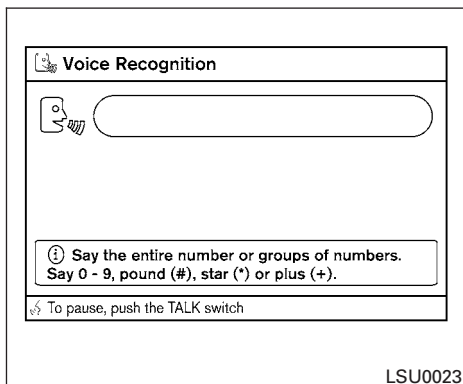 Voice Recognition
Say the entire number or groups of numbers.
Say 0 - 9, pound (#), star (*) or plus (+).
To pause, push the TALK switch
LSU0023